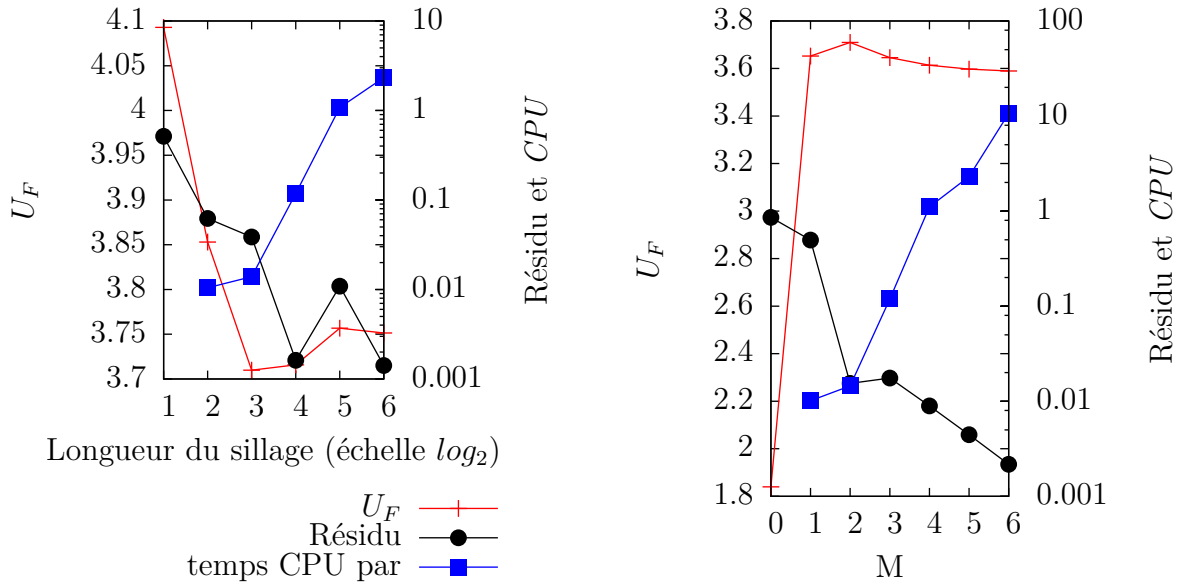 4.1
4.05
4
3.95
3.9
3.85
3.8
3.75
3.7
U_F
10
1
0.1
0.01
0.001
Résidu et CPU
1 2 3 4 5 6
Longueur du sillage (échelle log_2)
U_F
Résidu
temps CPU par
3.8
3.6
3.4
3.2
3
2.8
2.6
2.4
2.2
2
1.8
U_F
100
10
1
0.1
0.01
0.001
Résidu et CPU
0 1 2 3 4 5 6
M